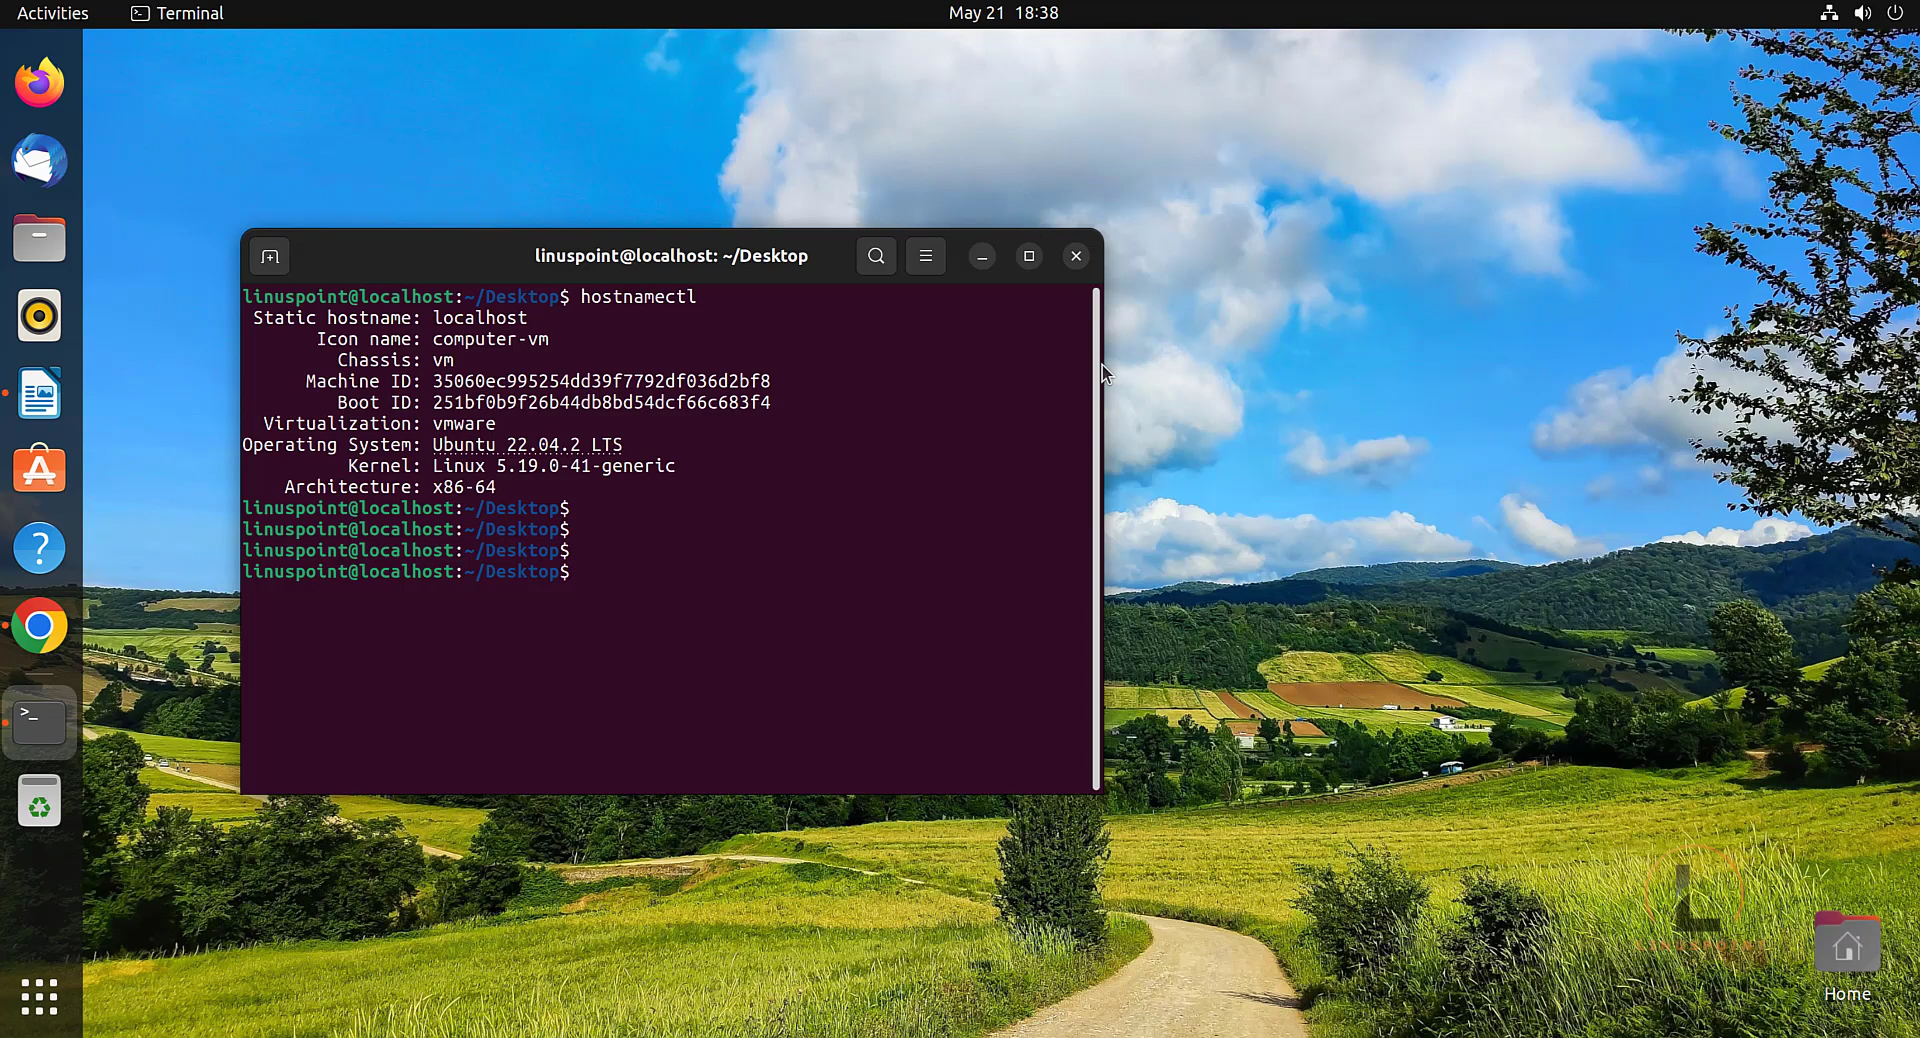 Activities
Terminal
May 21 18:38
linuspoint@localhost: ~/Desktop
linuspoint@localhost:~/Desktop$ hostnamectl
Static hostname: localhost
Icon name: computer-vm
Chassis: vm
Machine ID: 35060ec995254dd39f7792df036d2bf8
Boot ID: 251bf0b9f26b44db8bd54dcf66c683f4
Virtualization: vmware
Operating System: Ubuntu 22.04.2 LTS
Kernel: Linux 5.19.0-41-generic
Architecture: x86-64
linuspoint@localhost:~/Desktop$
linuspoint@localhost:~/Desktop$
linuspoint@localhost:~/Desktop$
linuspoint@localhost:~/Desktop$
Home